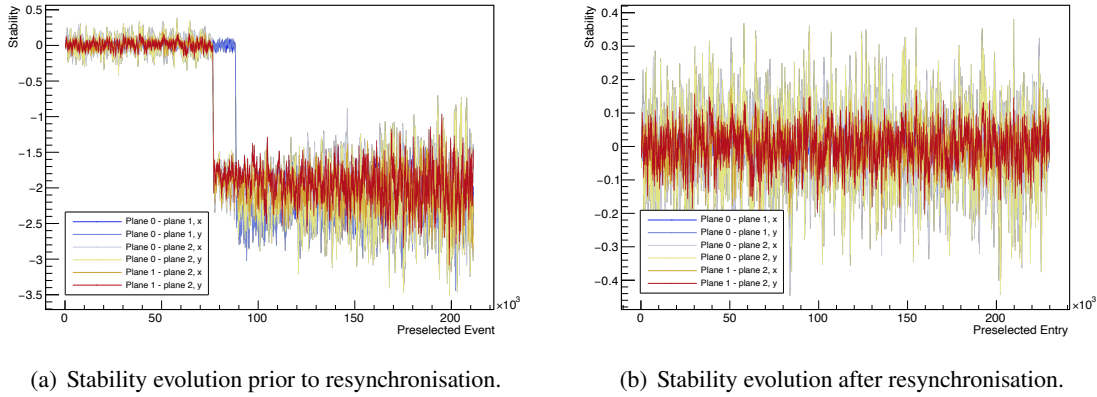 0.5
0
−0.5
−1
−1.5
−2
−2.5
−3
−3.5
Stability
Plane 0 - plane 1, x
Plane 0 - plane 1, y
Plane 0 - plane 2, x
Plane 0 - plane 2, y
Plane 1 - plane 2, x
Plane 1 - plane 2, y
0 50 100 150 200
×10³
Preselected Event
(a) Stability evolution prior to resynchronisation.
0.4
0.3
0.2
0.1
0
−0.1
−0.2
−0.3
−0.4
Stability
Plane 0 - plane 1, x
Plane 0 - plane 1, y
Plane 0 - plane 2, x
Plane 0 - plane 2, y
Plane 1 - plane 2, x
Plane 1 - plane 2, y
0 50 100 150 200
×10³
Preselected Entry
(b) Stability evolution after resynchronisation.